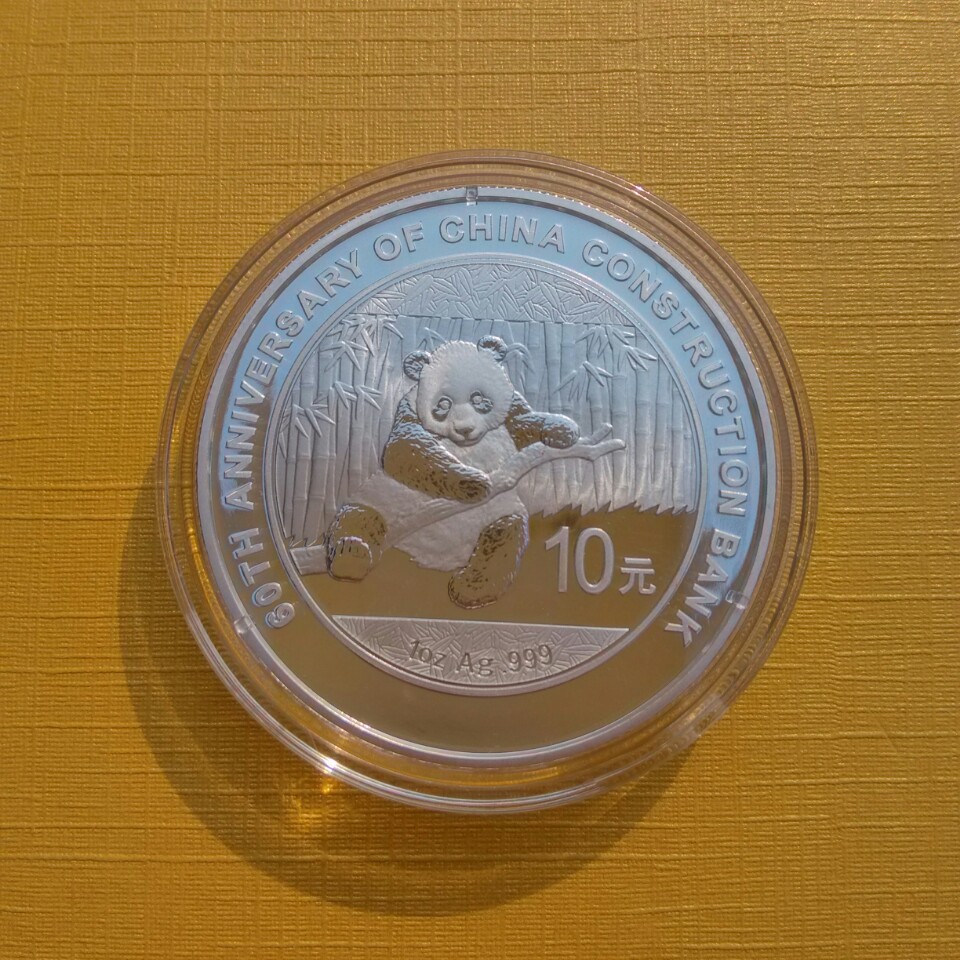 60TH ANNIVERSARY OF CHINA CONSTRUCTION BANK
10元
1oz Ag .999